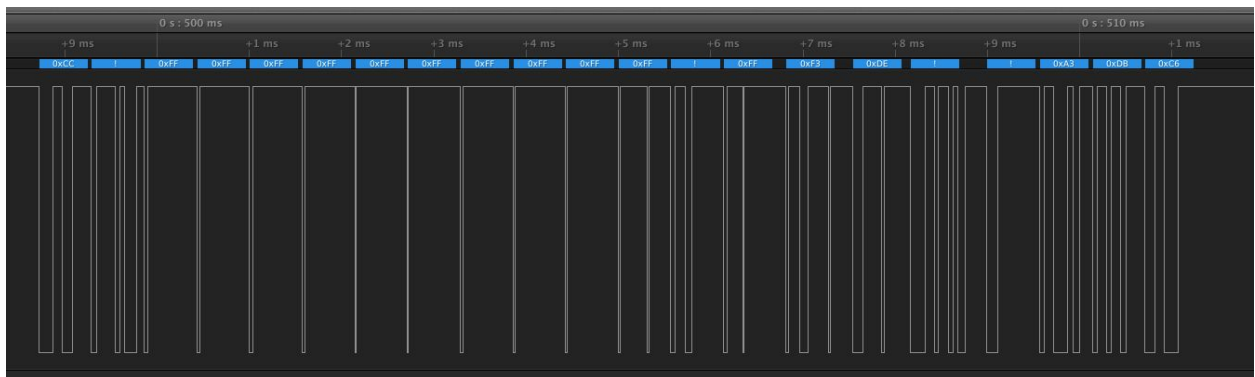 0 s : 500 ms 0 s : 510 ms
+9 ms +1 ms +2 ms +3 ms +4 ms +5 ms +6 ms +7 ms +8 ms +9 ms +1 ms
0xCC ! 0xFF 0xFF 0xFF 0xFF 0xFF 0xFF 0xFF 0xFF 0xFF 0xFF ! 0xFF 0xF3 0xDE ! ! 0xA3 0xDB 0xC6